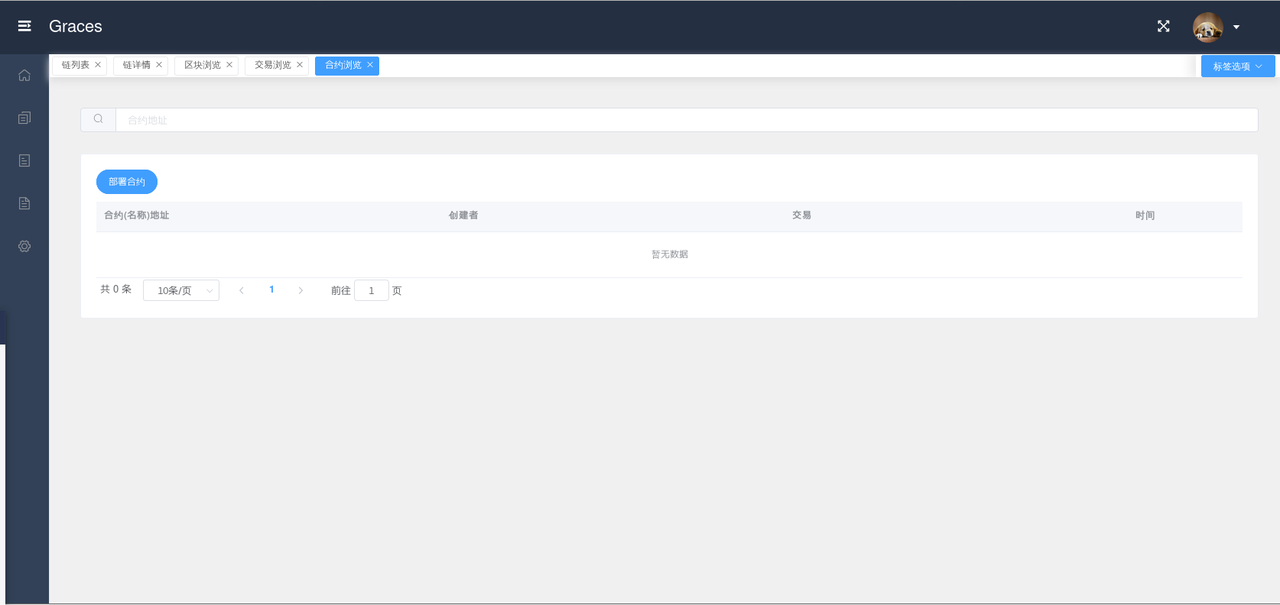 Graces
链列表 链详情 区块浏览 交易浏览 合约浏览 标签选项
合约地址
部署合约
合约(名称)地址 创建者 交易 时间
暂无数据
共 0 条 10条/页 1 前往 1 页